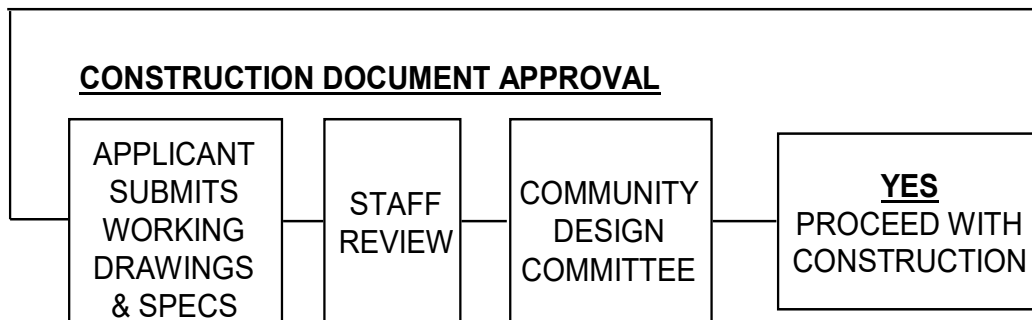 CONSTRUCTION DOCUMENT APPROVAL
APPLICANT
SUBMITS
WORKING
DRAWINGS
& SPECS
STAFF
REVIEW
COMMUNITY
DESIGN
COMMITTEE
YES
PROCEED WITH
CONSTRUCTION